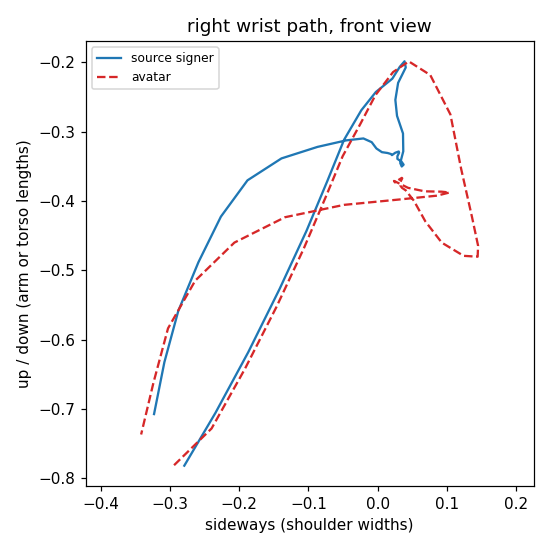 right wrist path, front view
source signer
avatar
−0.2
−0.3
−0.4
−0.5
−0.6
−0.7
−0.8
up / down (arm or torso lengths)
−0.4 −0.3 −0.2 −0.1 0.0 0.1 0.2
sideways (shoulder widths)